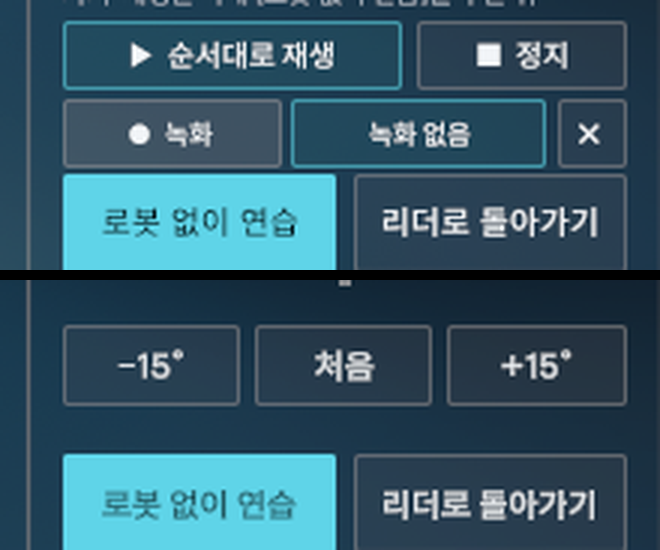 ▶ 순서대로 재생 ■ 정지
● 녹화 녹화 없음 ✕
로봇 없이 연습 리더로 돌아가기
−15° 처음 +15°
로봇 없이 연습 리더로 돌아가기